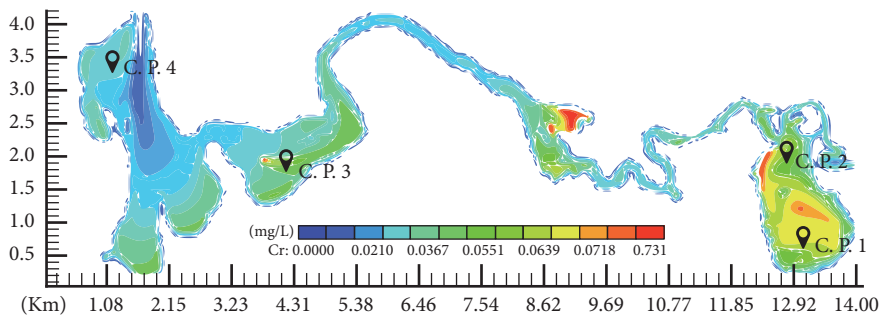 4.0
3.5
C. P. 4
3.0
2.5
2.0
C. P. 2
C. P. 3
1.5
1.0
(mg/L)
Cr: 0.0000 0.0210 0.0367 0.0551 0.0639 0.0718 0.731
C. P. 1
0.5
(Km) 1.08 2.15 3.23 4.31 5.38 6.46 7.54 8.62 9.69 10.77 11.85 12.92 14.00